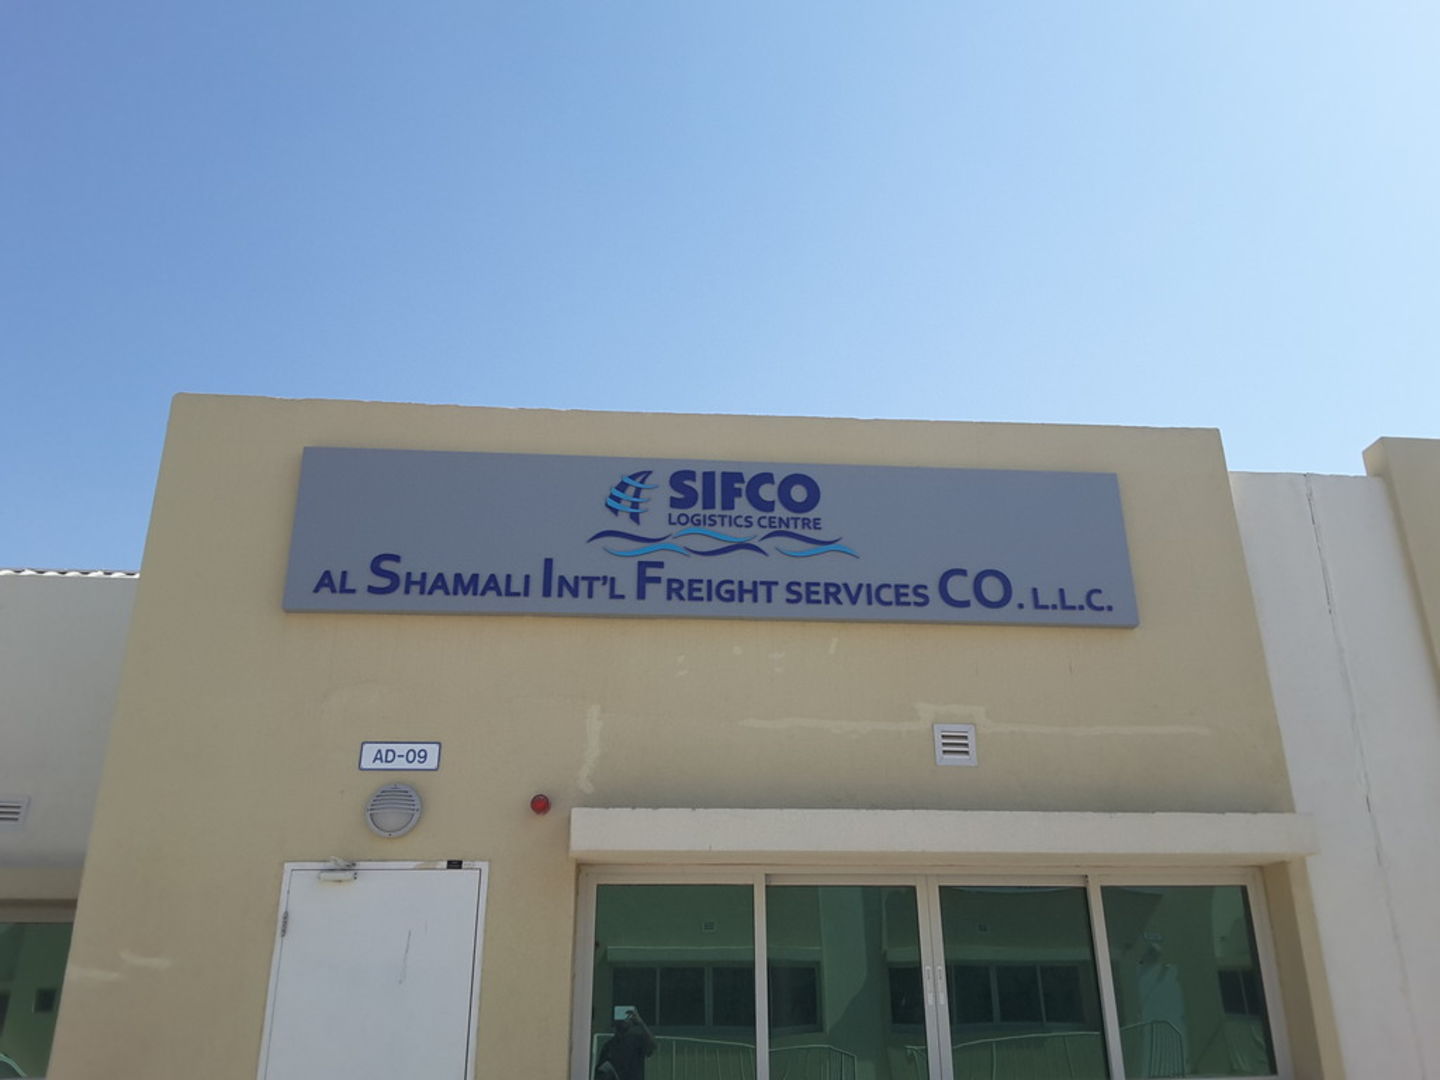 SIFCO
LOGISTICS CENTRE
AL SHAMALI INT'L FREIGHT SERVICES CO. L.L.C.
AD-09